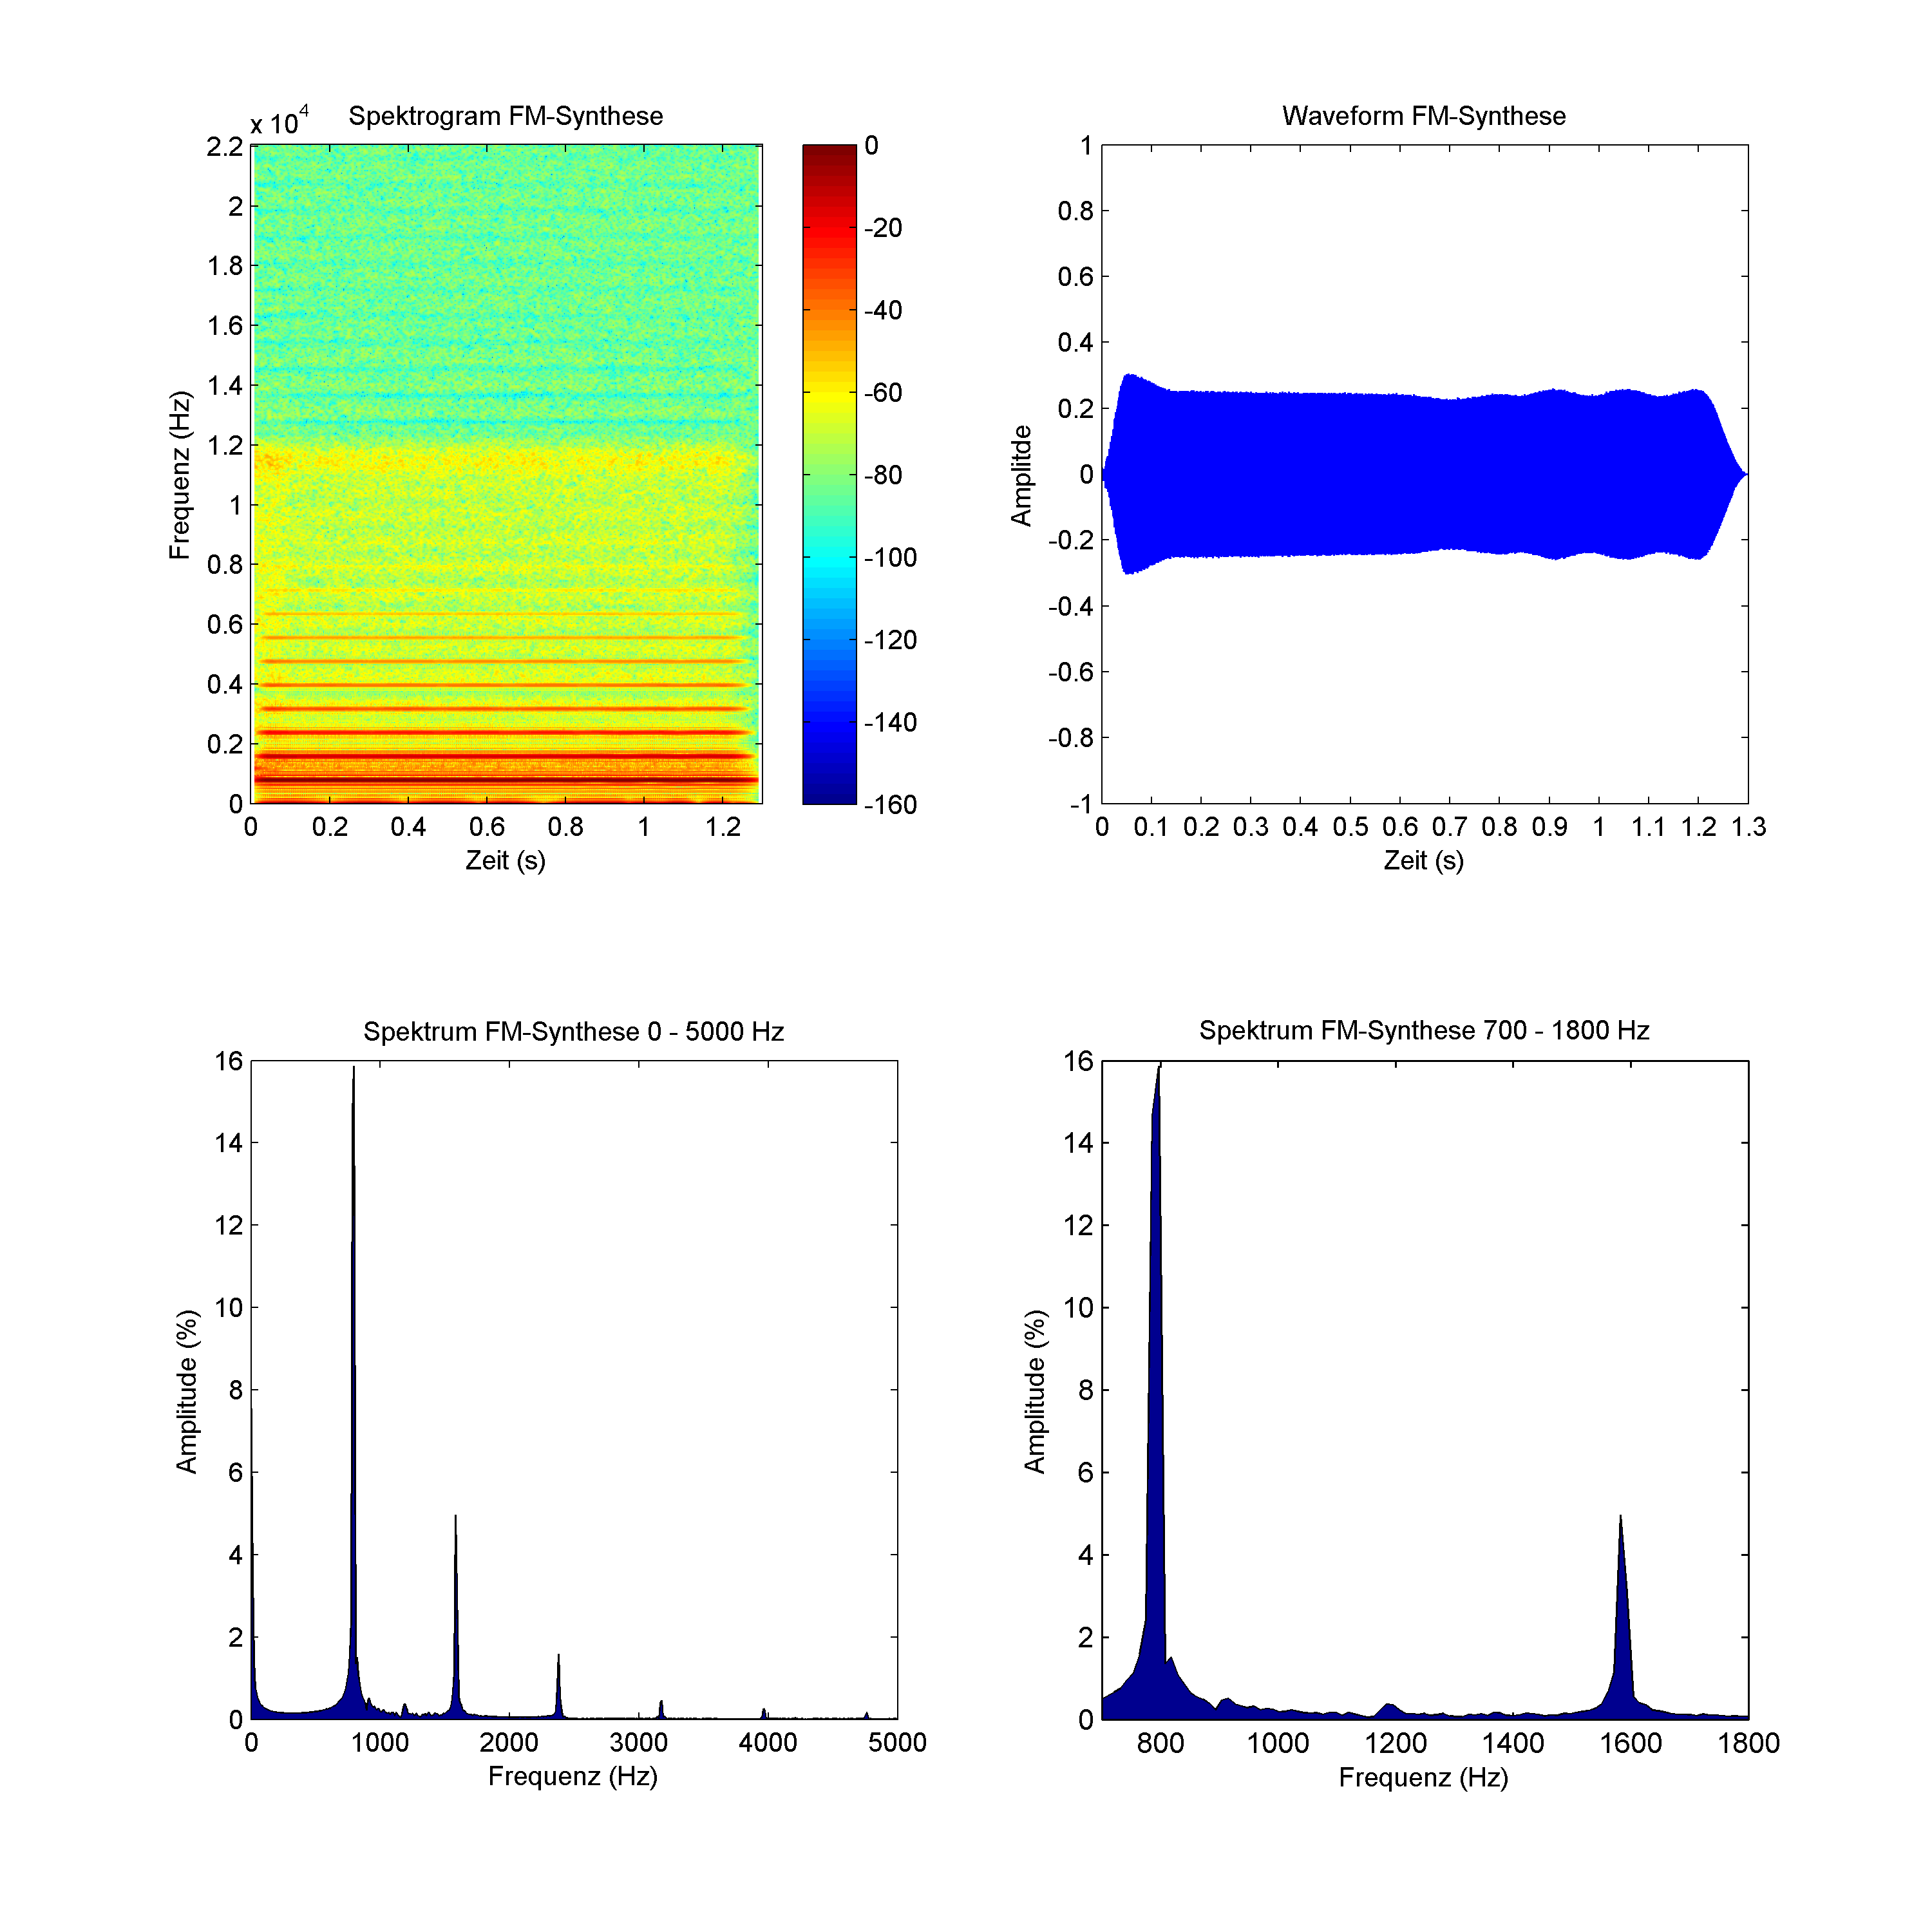 Spektrogram FM-Synthese
x 10^4
2.2
2
1.8
1.6
1.4
1.2
1
0.8
0.6
0.4
0.2
0
Frequenz (Hz)
0 0.2 0.4 0.6 0.8 1 1.2
Zeit (s)
0
-20
-40
-60
-80
-100
-120
-140
-160
Waveform FM-Synthese
1
0.8
0.6
0.4
0.2
0
-0.2
-0.4
-0.6
-0.8
-1
Amplitde
0 0.1 0.2 0.3 0.4 0.5 0.6 0.7 0.8 0.9 1 1.1 1.2 1.3
Zeit (s)
Spektrum FM-Synthese 0 - 5000 Hz
16
14
12
10
8
6
4
2
0
Amplitude (%)
0 1000 2000 3000 4000 5000
Frequenz (Hz)
Spektrum FM-Synthese 700 - 1800 Hz
16
14
12
10
8
6
4
2
0
Amplitude (%)
800 1000 1200 1400 1600 1800
Frequenz (Hz)